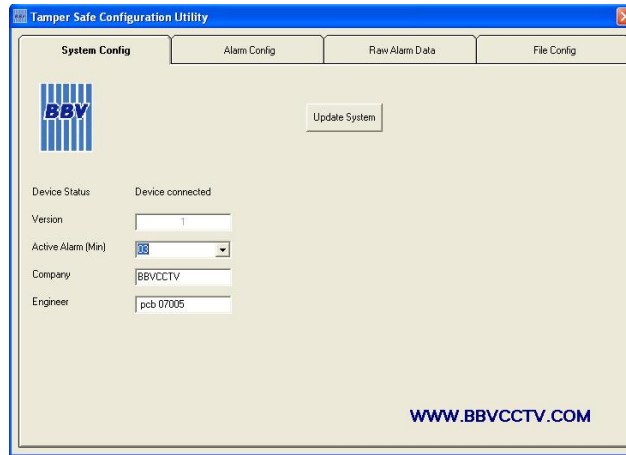 Tamper Safe Configuration Utility
System Config Alarm Config Raw Alarm Data File Config
BBV
Update System
Device Status Device connected
Version 1
Active Alarm (Min) 03
Company BBVCCTV
Engineer pcb 07005
WWW.BBVCCTV.COM